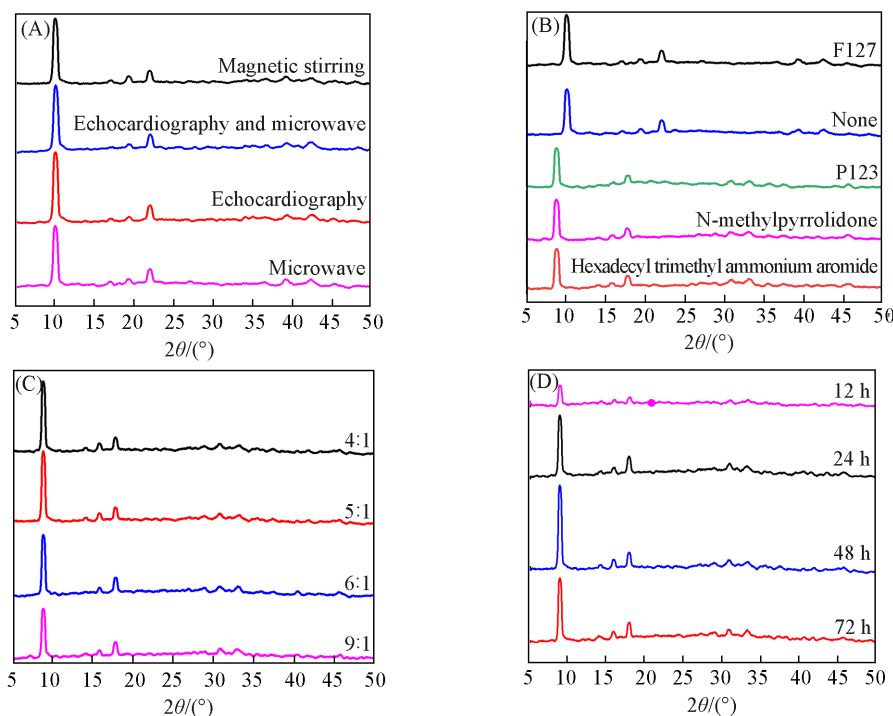 (A)
Magnetic stirring
Echocardiography and microwave
Echocardiography
Microwave
5 10 15 20 25 30 35 40 45 50
2θ/(°)
(B)
F127
None
P123
N-methylpyrrolidone
Hexadecyl trimethyl ammonium aromide
5 10 15 20 25 30 35 40 45 50
2θ/(°)
(C)
4∶1
5∶1
6∶1
9∶1
5 10 15 20 25 30 35 40 45 50
2θ/(°)
(D)
12 h
24 h
48 h
72 h
5 10 15 20 25 30 35 40 45 50
2θ/(°)